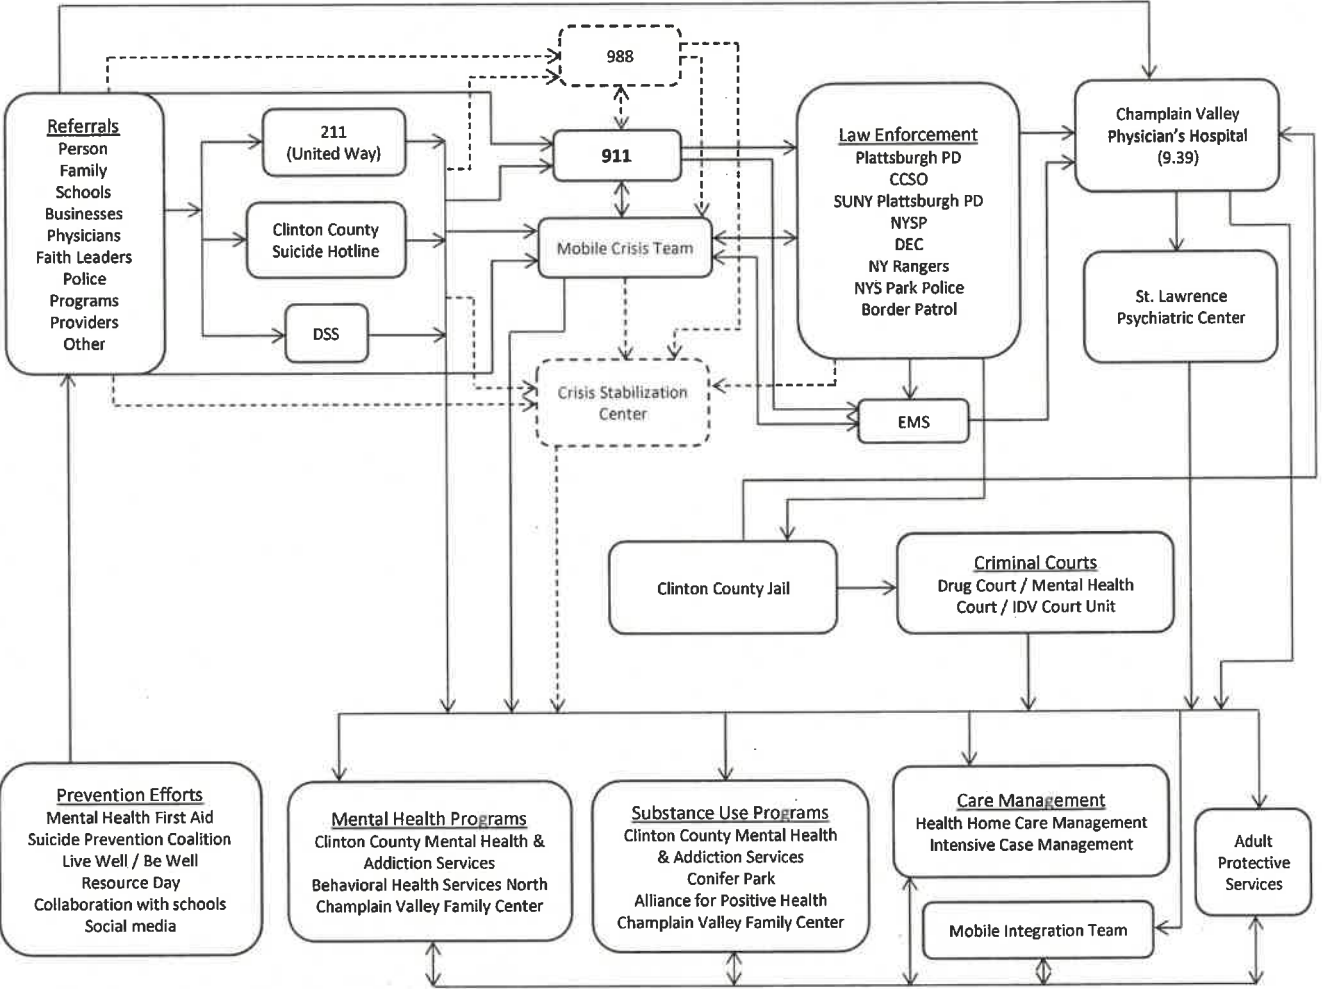 988
Referrals
Person
Family
Schools
Businesses
Physicians
Faith Leaders
Police
Programs
Providers
Other
211
(United Way)
Clinton County
Suicide Hotline
DSS
911
Mobile Crisis Team
Crisis Stabilization
Center
Law Enforcement
Plattsburgh PD
CCSO
SUNY Plattsburgh PD
NYSP
DEC
NY Rangers
NYS Park Police
Border Patrol
EMS
Champlain Valley
Physician's Hospital
(9.39)
St. Lawrence
Psychiatric Center
Clinton County Jail
Criminal Courts
Drug Court / Mental Health
Court / IDV Court Unit
Prevention Efforts
Mental Health First Aid
Suicide Prevention Coalition
Live Well / Be Well
Resource Day
Collaboration with schools
Social media
Mental Health Programs
Clinton County Mental Health &
Addiction Services
Behavioral Health Services North
Champlain Valley Family Center
Substance Use Programs
Clinton County Mental Health
& Addiction Services
Conifer Park
Alliance for Positive Health
Champlain Valley Family Center
Care Management
Health Home Care Management
Intensive Case Management
Mobile Integration Team
Adult
Protective
Services